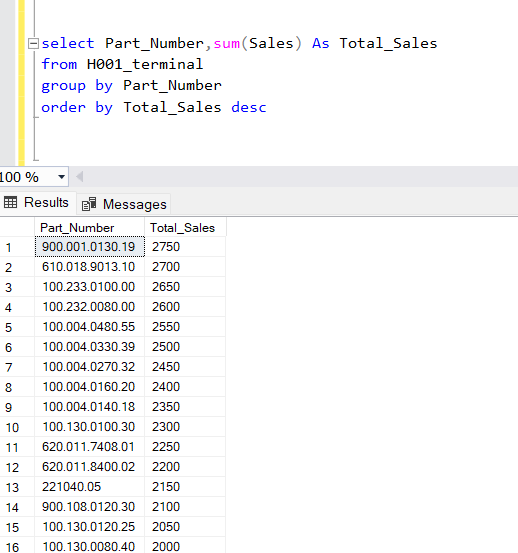 select Part_Number,sum(Sales) As Total_Sales
from H001_terminal
group by Part_Number
order by Total_Sales desc
100 %
Results Messages
Part_Number Total_Sales
1 900.001.0130.19 2750
2 610.018.9013.10 2700
3 100.233.0100.00 2650
4 100.232.0080.00 2600
5 100.004.0480.55 2550
6 100.004.0330.39 2500
7 100.004.0270.32 2450
8 100.004.0160.20 2400
9 100.004.0140.18 2350
10 100.130.0100.30 2300
11 620.011.7408.01 2250
12 620.011.8400.02 2200
13 221040.05 2150
14 900.108.0120.30 2100
15 100.130.0120.25 2050
16 100.130.0080.40 2000